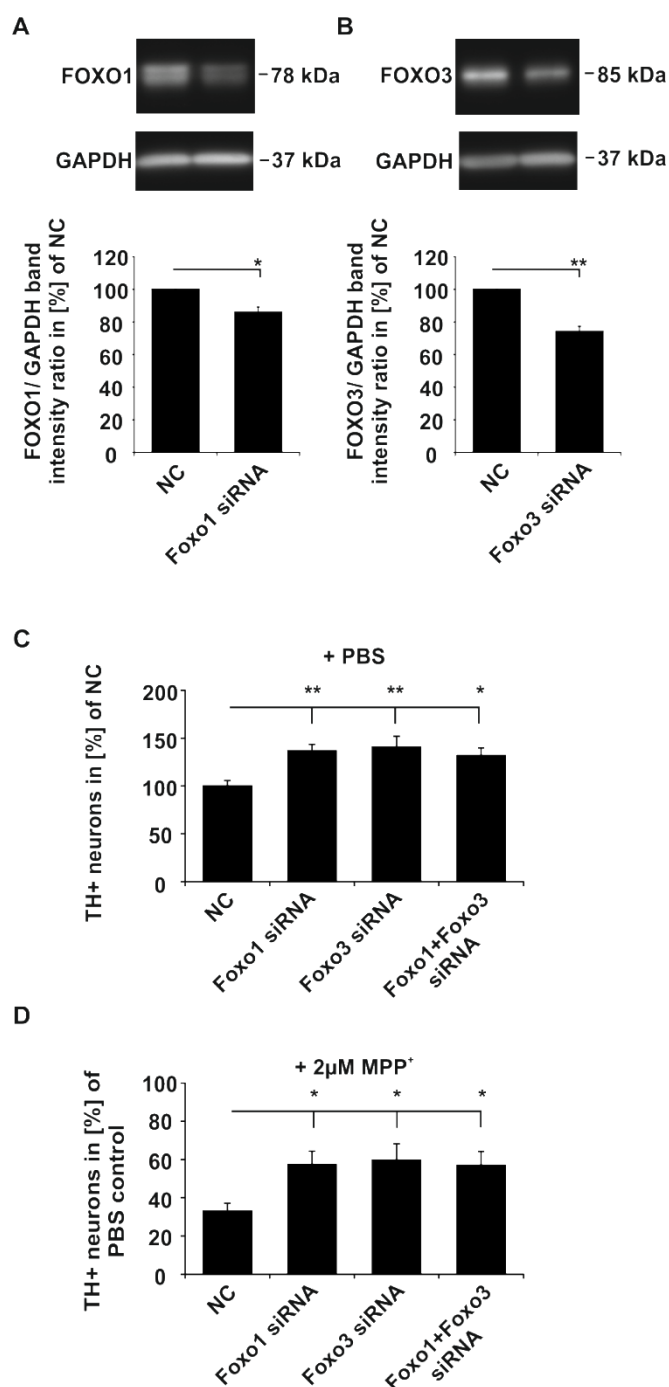 A
FOXO1
78 kDa
GAPDH
37 kDa
FOXO1/ GAPDH band
intensity ratio in [%] of NC
120
100
80
60
40
20
0
*
NC
Foxo1 siRNA
B
FOXO3
85 kDa
GAPDH
37 kDa
FOXO3/ GAPDH band
intensity ratio in [%] of NC
120
100
80
60
40
20
0
**
NC
Foxo3 siRNA
C
+ PBS
TH+ neurons in [%] of NC
200
150
100
50
0
** ** *
NC
Foxo1 siRNA
Foxo3 siRNA
Foxo1+Foxo3
siRNA
D
+ 2µM MPP⁺
TH+ neurons in [%] of
PBS control
100
80
60
40
20
0
* * *
NC
Foxo1 siRNA
Foxo3 siRNA
Foxo1+Foxo3
siRNA